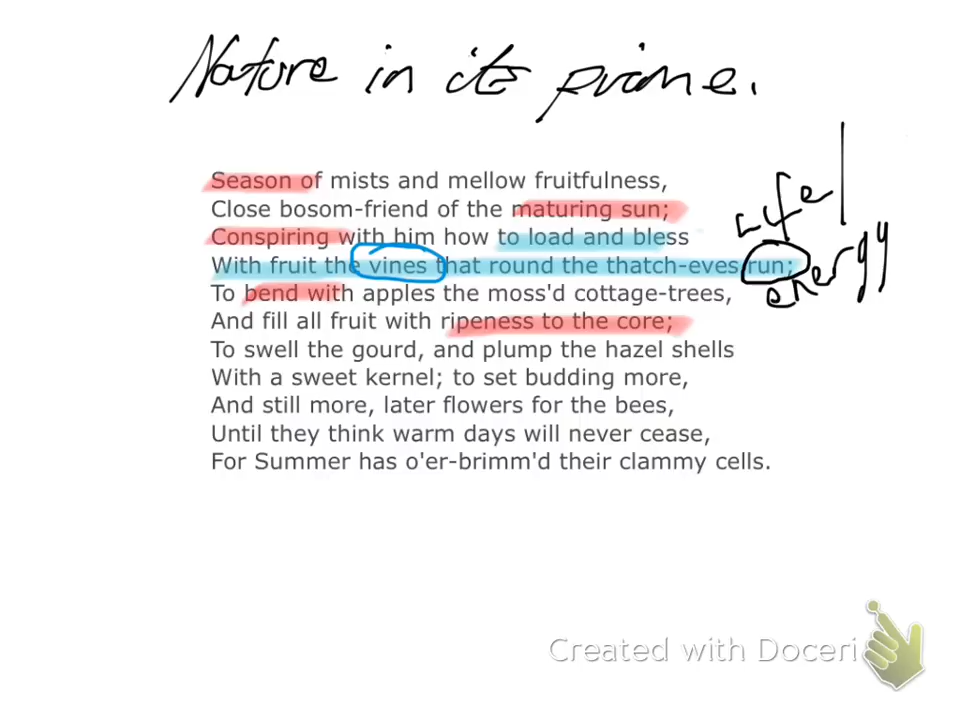 Nature in its prime.
Season of mists and mellow fruitfulness,
Close bosom-friend of the maturing sun;
Conspiring with him how to load and bless
With fruit the vines that round the thatch-eves run;
To bend with apples the moss'd cottage-trees,
And fill all fruit with ripeness to the core;
To swell the gourd, and plump the hazel shells
With a sweet kernel; to set budding more,
And still more, later flowers for the bees,
Until they think warm days will never cease,
For Summer has o'er-brimm'd their clammy cells.
Life
energy
Created with Doceri